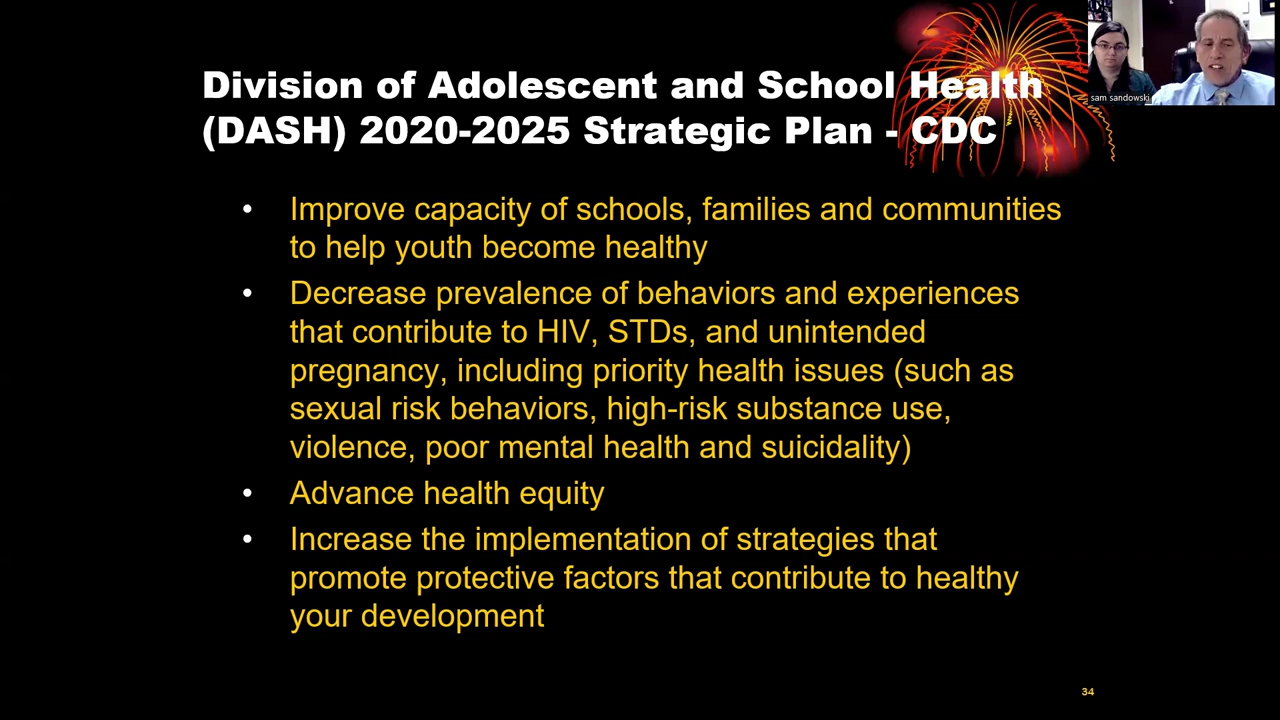 Division of Adolescent and School Health
(DASH) 2020-2025 Strategic Plan - CDC
sam sandowski
• Improve capacity of schools, families and communities
to help youth become healthy
• Decrease prevalence of behaviors and experiences
that contribute to HIV, STDs, and unintended
pregnancy, including priority health issues (such as
sexual risk behaviors, high-risk substance use,
violence, poor mental health and suicidality)
• Advance health equity
• Increase the implementation of strategies that
promote protective factors that contribute to healthy
your development
34